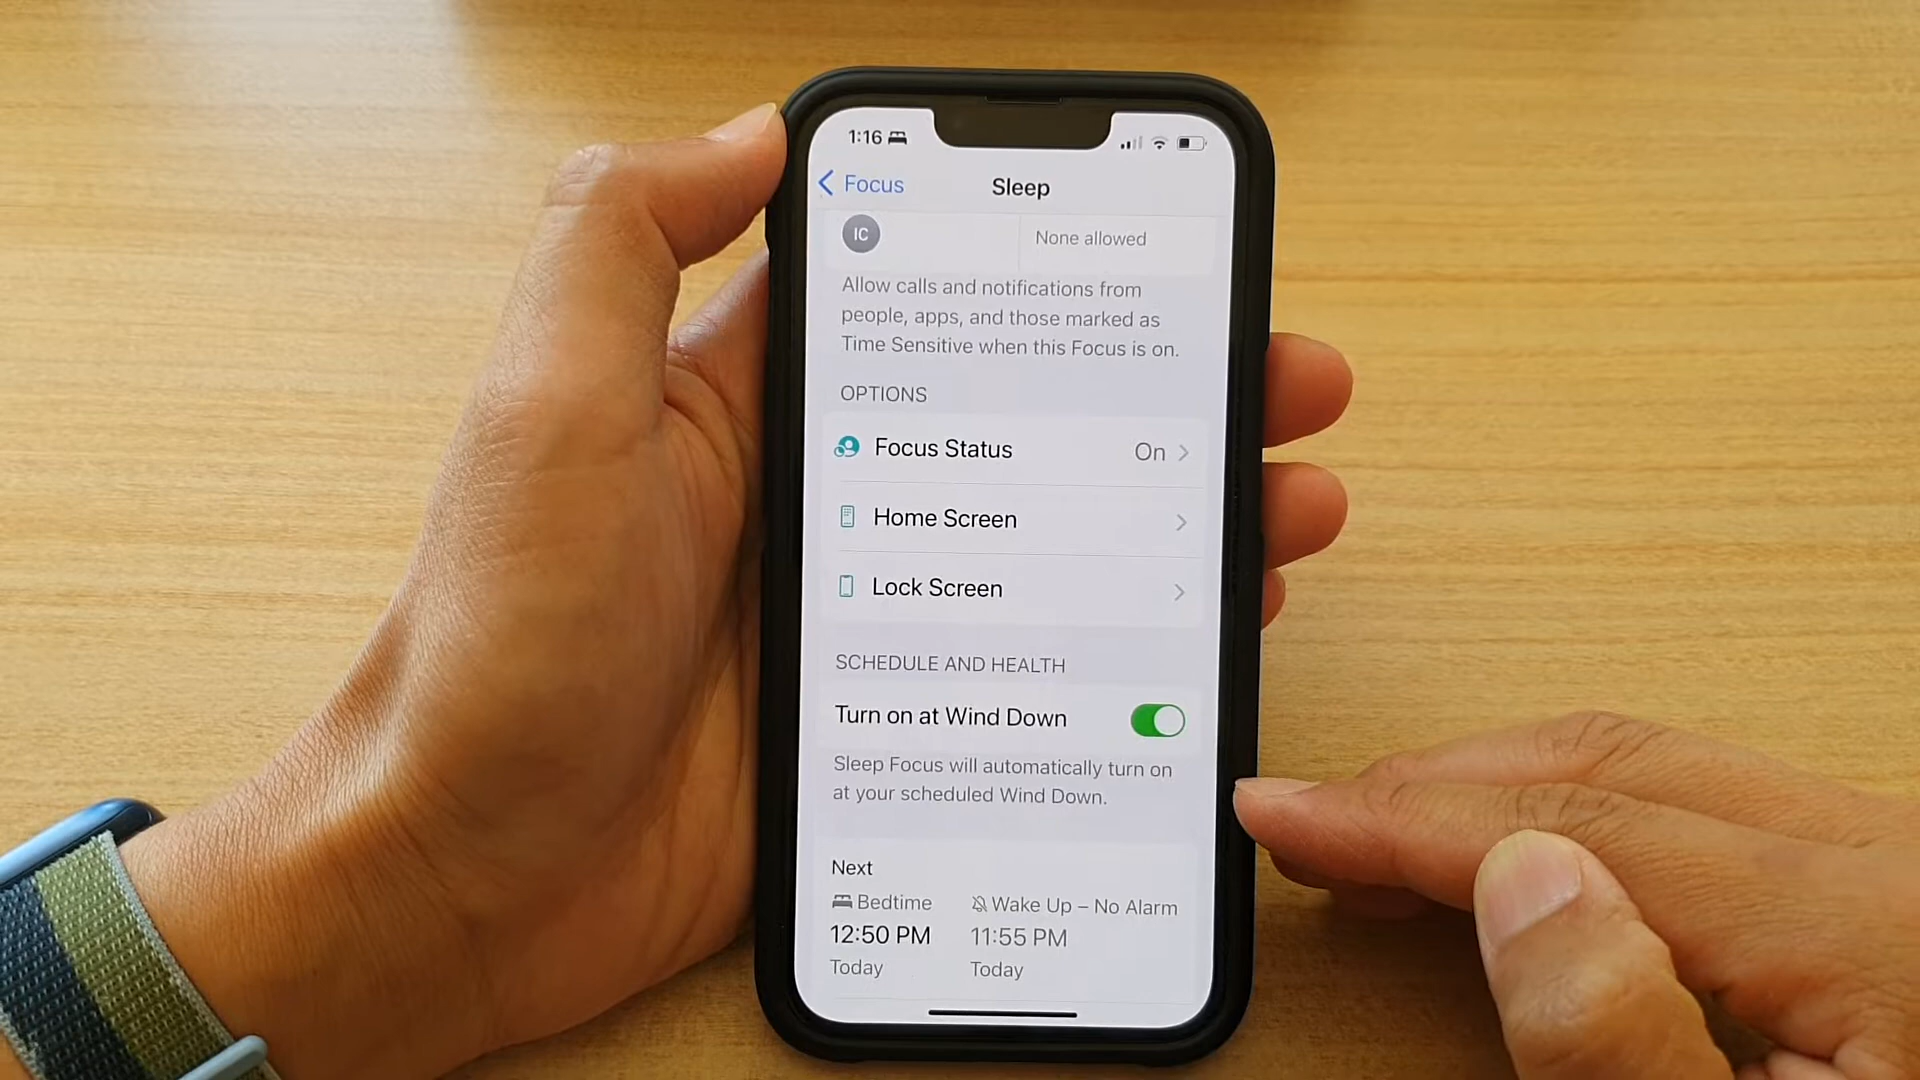 1:16
Focus
Sleep
IC
None allowed
Allow calls and notifications from
people, apps, and those marked as
Time Sensitive when this Focus is on.
OPTIONS
Focus Status On
Home Screen
Lock Screen
SCHEDULE AND HEALTH
Turn on at Wind Down
Sleep Focus will automatically turn on
at your scheduled Wind Down.
Next
Bedtime Wake Up – No Alarm
12:50 PM 11:55 PM
Today Today